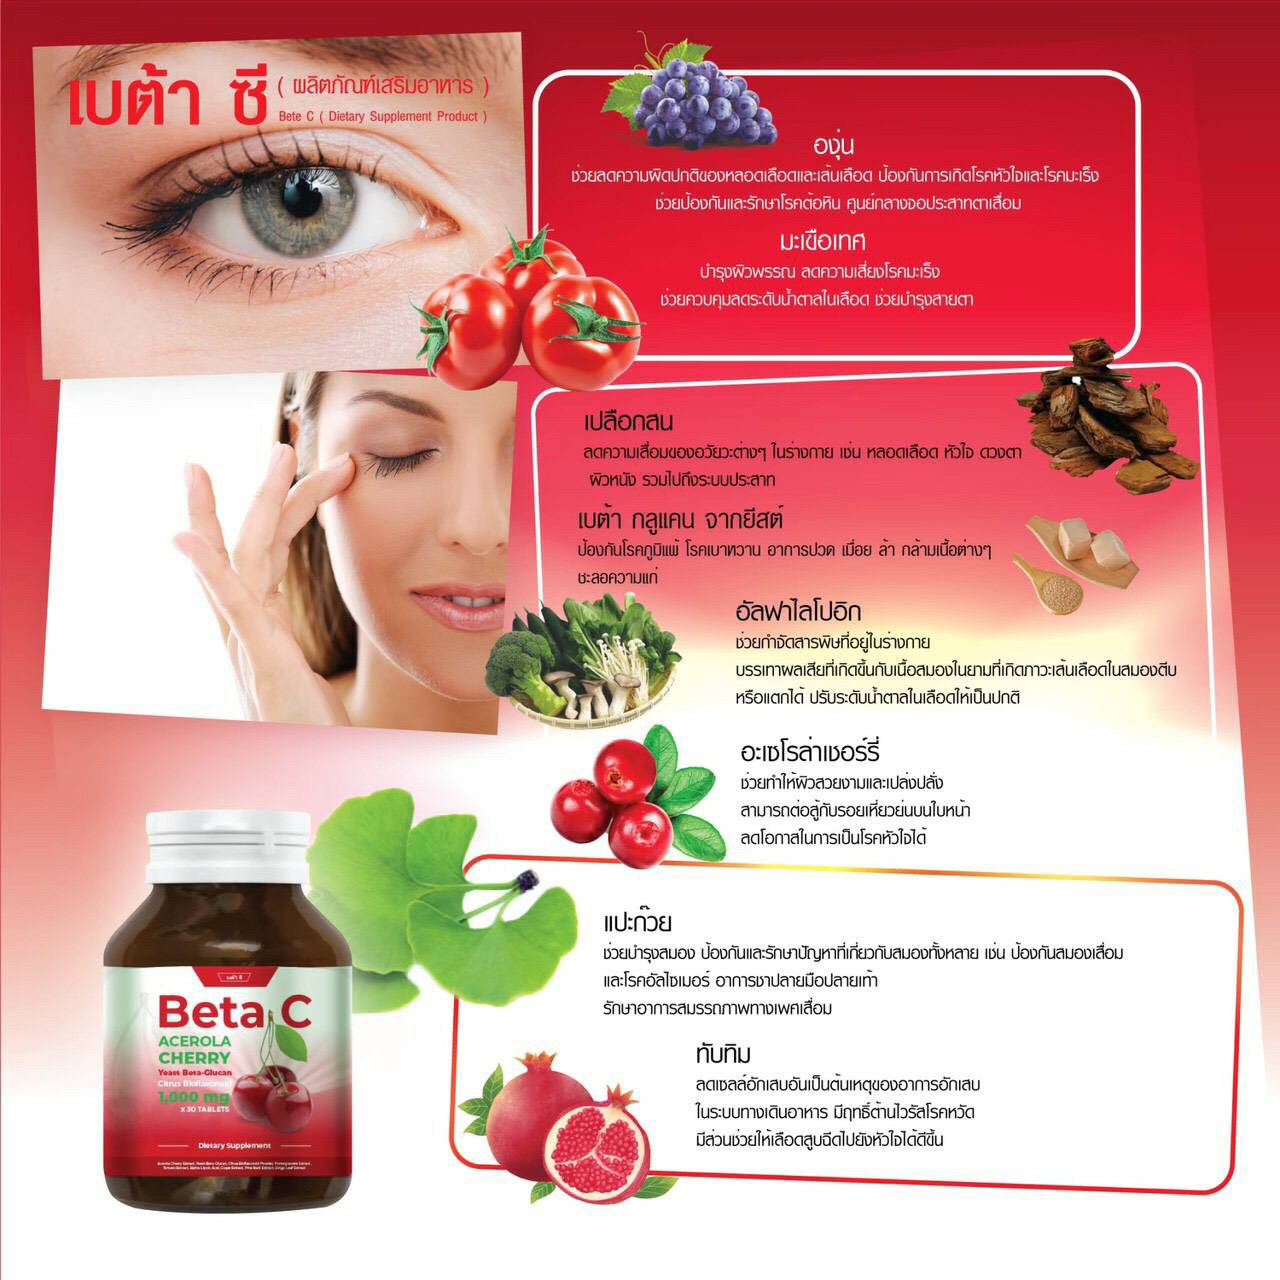 เบต้า ซี ( ผลิตภัณฑ์เสริมอาหาร )
Bete C ( Dietary Supplement Product )
องุ่น
ช่วยลดความผิดปกติของหลอดเลือดและเส้นเลือด ป้องกันการเกิดโรคหัวใจและโรคมะเร็ง
ช่วยป้องกันและรักษาโรคต้อหิน ศูนย์กลางจอประสาทตาเสื่อม
มะเขือเทศ
บำรุงผิวพรรณ ลดความเสี่ยงโรคมะเร็ง
ช่วยควบคุมลดระดับน้ำตาลในเลือด ช่วยบำรุงสายตา
เปลือกสน
ลดความเสื่อมของอวัยวะต่างๆ ในร่างกาย เช่น หลอดเลือด หัวใจ ดวงตา
ผิวหนัง รวมไปถึงระบบประสาท
เบต้า กลูแคน จากยีสต์
ป้องกันโรคภูมิแพ้ โรคเบาหวาน อาการปวด เมื่อย ล้า กล้ามเนื้อต่างๆ
ชะลอความแก่
อัลฟาไลโปอิก
ช่วยกำจัดสารพิษที่อยู่ในร่างกาย
บรรเทาผลเสียที่เกิดขึ้นกับเนื้อสมองในยามที่เกิดภาวะเส้นเลือดในสมองตีบ
หรือแตกได้ ปรับระดับน้ำตาลในเลือดให้เป็นปกติ
อะเซโรล่าเชอร์รี่
ช่วยทำให้ผิวสวยงามและเปล่งปลั่ง
สามารถต่อสู้กับรอยเหี่ยวย่นบนใบหน้า
ลดโอกาสในการเป็นโรคหัวใจได้
แปะก๊วย
ช่วยบำรุงสมอง ป้องกันและรักษาปัญหาที่เกี่ยวกับสมองทั้งหลาย เช่น ป้องกันสมองเสื่อม
และโรคอัลไซเมอร์ อาการชาปลายมือปลายเท้า
รักษาอาการสมรรถภาพทางเพศเสื่อม
ทับทิม
ลดเซลล์อักเสบอันเป็นต้นเหตุของอาการอักเสบ
ในระบบทางเดินอาหาร มีฤทธิ์ต้านไวรัสโรคหวัด
มีส่วนช่วยให้เลือดสูบฉีดไปยังหัวใจได้ดีขึ้น
เบต้า ซี
Beta C
ACEROLA
CHERRY
Yeast Beta-Glucan
Citrus Bioflavonoid
1,000 mg
x 30 TABLETS
Dietary Supplement